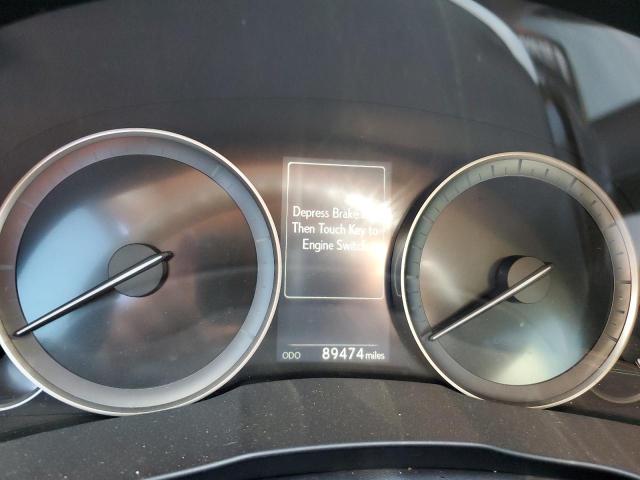 Depress Brake
Then Touch Key to
Engine Switch
ODO 89474 miles